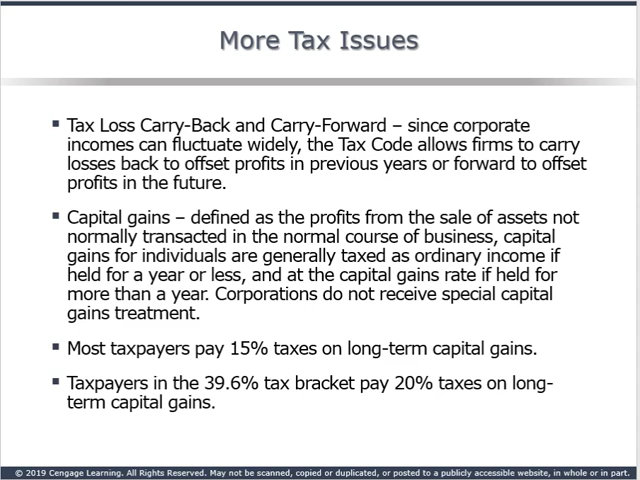 More Tax Issues
▪ Tax Loss Carry-Back and Carry-Forward – since corporate
incomes can fluctuate widely, the Tax Code allows firms to carry
losses back to offset profits in previous years or forward to offset
profits in the future.
▪ Capital gains – defined as the profits from the sale of assets not
normally transacted in the normal course of business, capital
gains for individuals are generally taxed as ordinary income if
held for a year or less, and at the capital gains rate if held for
more than a year. Corporations do not receive special capital
gains treatment.
▪ Most taxpayers pay 15% taxes on long-term capital gains.
▪ Taxpayers in the 39.6% tax bracket pay 20% taxes on long-
term capital gains.
© 2019 Cengage Learning. All Rights Reserved. May not be scanned, copied or duplicated, or posted to a publicly accessible website, in whole or in part.